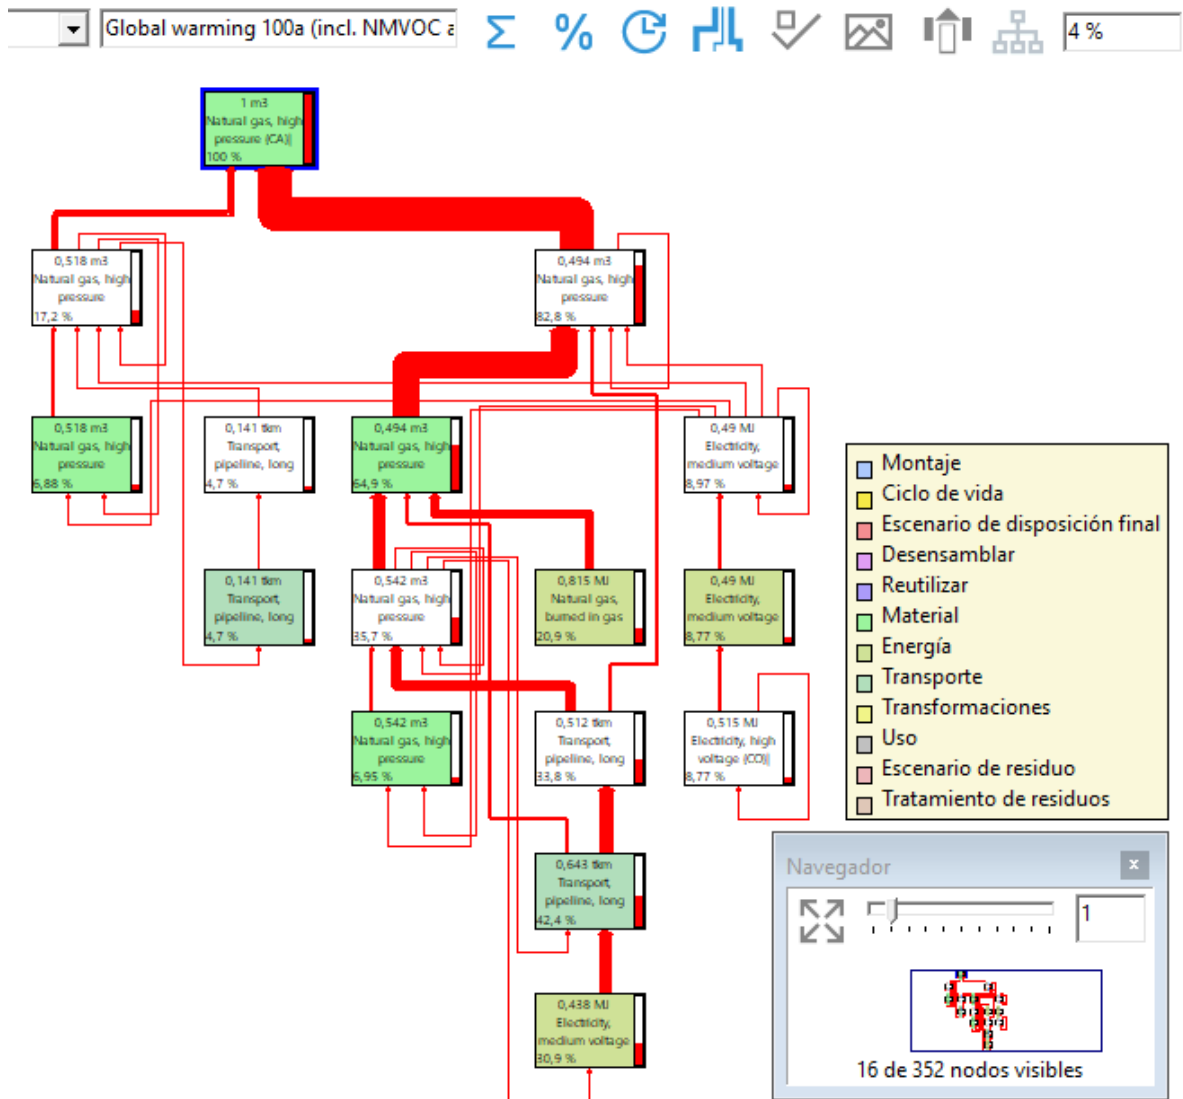 Global warming 100a (incl. NMVOC a
4 %
1 m3
Natural gas, high
pressure {CA}|
100 %
0,518 m3
Natural gas, high
pressure
17,2 %
0,494 m3
Natural gas, high
pressure
82,8 %
0,518 m3
Natural gas, high
pressure
6,88 %
0,141 tkm
Transport,
pipeline, long
4,7 %
0,494 m3
Natural gas, high
pressure
64,9 %
0,49 MJ
Electricity,
medium voltage
8,97 %
0,141 tkm
Transport,
pipeline, long
4,7 %
0,542 m3
Natural gas, high
pressure
35,7 %
0,815 MJ
Natural gas,
burned in gas
20,9 %
0,49 MJ
Electricity,
medium voltage
8,77 %
0,542 m3
Natural gas, high
pressure
6,95 %
0,512 tkm
Transport,
pipeline, long
33,8 %
0,515 MJ
Electricity, high
voltage {CO}|
8,77 %
0,643 tkm
Transport,
pipeline, long
42,4 %
0,438 MJ
Electricity,
medium voltage
30,9 %
Montaje
Ciclo de vida
Escenario de disposición final
Desensamblar
Reutilizar
Material
Energía
Transporte
Transformaciones
Uso
Escenario de residuo
Tratamiento de residuos
Navegador
1
16 de 352 nodos visibles